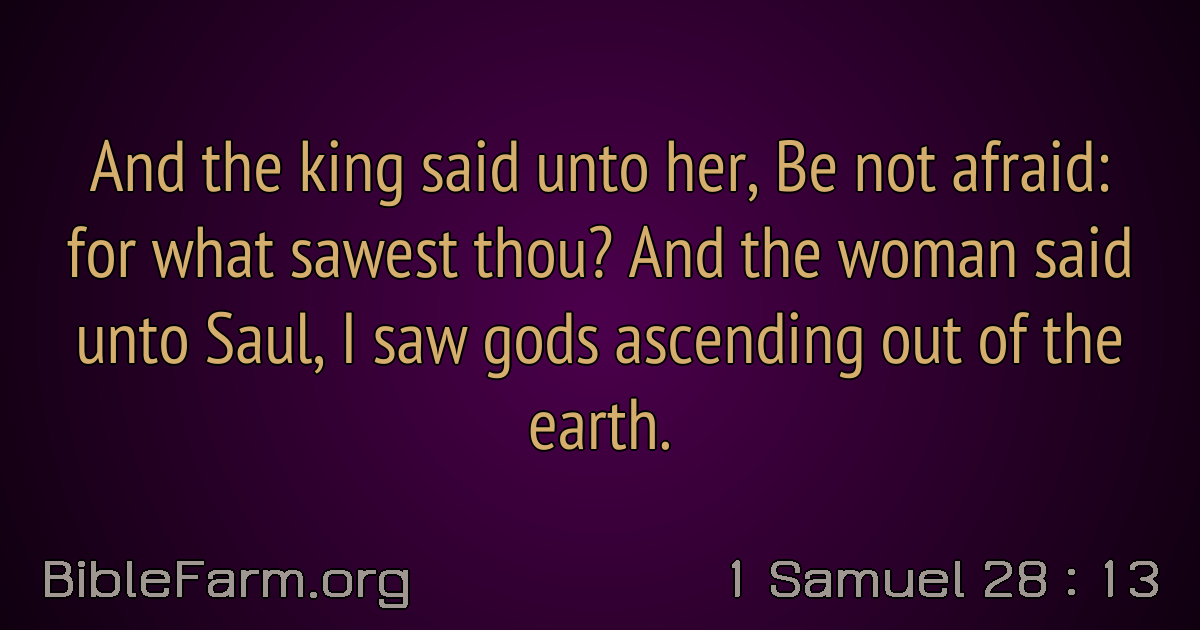 And the king said unto her, Be not afraid:
for what sawest thou? And the woman said
unto Saul, I saw gods ascending out of the
earth.
BibleFarm.org
1 Samuel 28 : 13